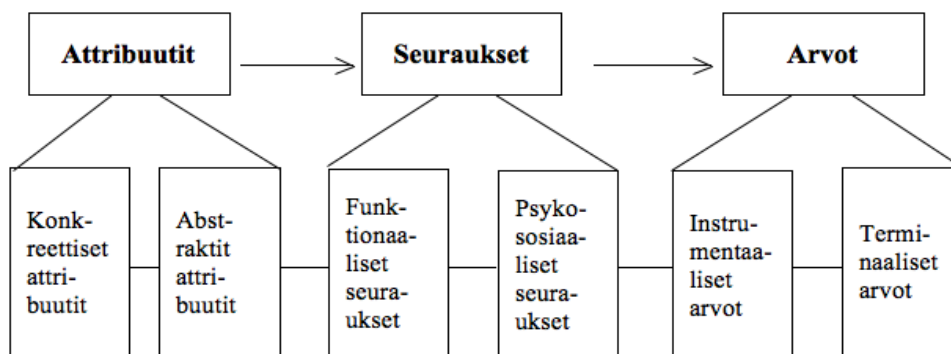 Attribuutit
Seuraukset
Arvot
Konk-
reettiset
attri-
buutit
Abst-
raktit
attri-
buutit
Funk-
tionaa-
liset
seura-
ukset
Psyko-
sosiaa-
liset
seura-
ukset
Instru-
mentaa-
liset
arvot
Termi-
naaliset
arvot